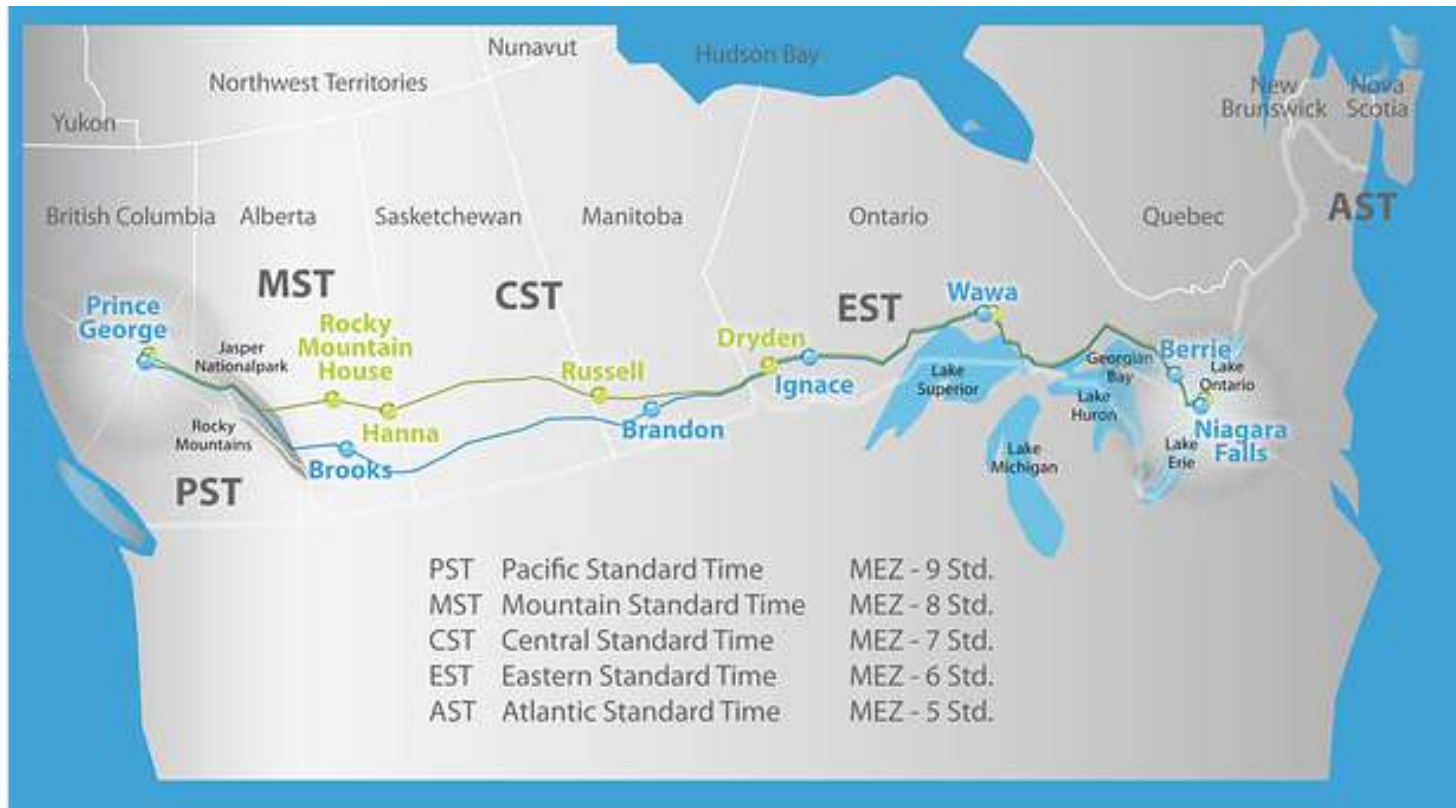 Nunavut
Hudson Bay
Northwest Territories
New
Brunswick
Nova
Scotia
Yukon
British Columbia
Alberta
Sasketchewan
Manitoba
Ontario
Quebec
AST
MST
CST
EST
Prince
George
Jasper
Nationalpark
Rocky
Mountain
House
Russell
Dryden
Ignace
Wawa
Georgian
Bay
Berrie
Lake
Ontario
Lake
Superior
Lake
Huron
Hanna
Brandon
Niagara
Falls
Rocky
Mountains
Brooks
Lake
Michigan
Lake
Erie
PST
PST Pacific Standard Time MEZ - 9 Std.
MST Mountain Standard Time MEZ - 8 Std.
CST Central Standard Time MEZ - 7 Std.
EST Eastern Standard Time MEZ - 6 Std.
AST Atlantic Standard Time MEZ - 5 Std.